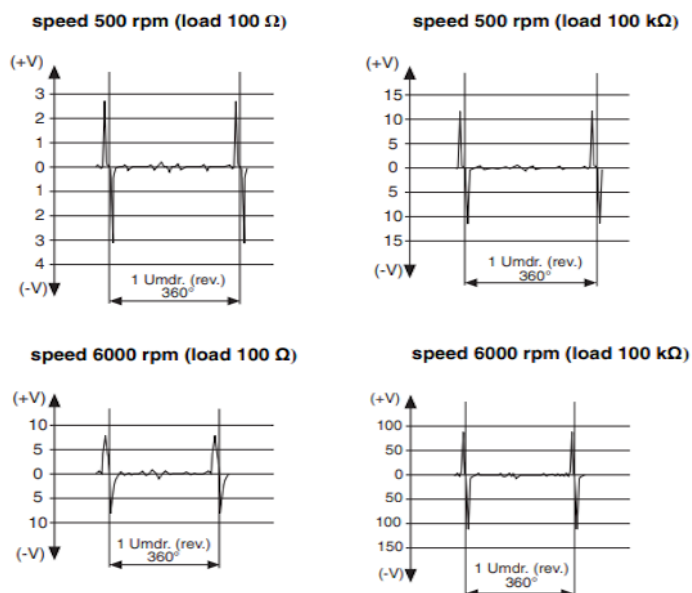 speed 500 rpm (load 100 Ω)
(+V)
3
2
1
0
1
2
3
4
(-V)
1 Umdr. (rev.)
360°
speed 500 rpm (load 100 kΩ)
(+V)
15
10
5
0
5
10
15
(-V)
1 Umdr. (rev.)
360°
speed 6000 rpm (load 100 Ω)
(+V)
10
5
0
5
10
(-V)
1 Umdr. (rev.)
360°
speed 6000 rpm (load 100 kΩ)
(+V)
100
50
0
50
100
150
(-V)
1 Umdr. (rev.)
360°